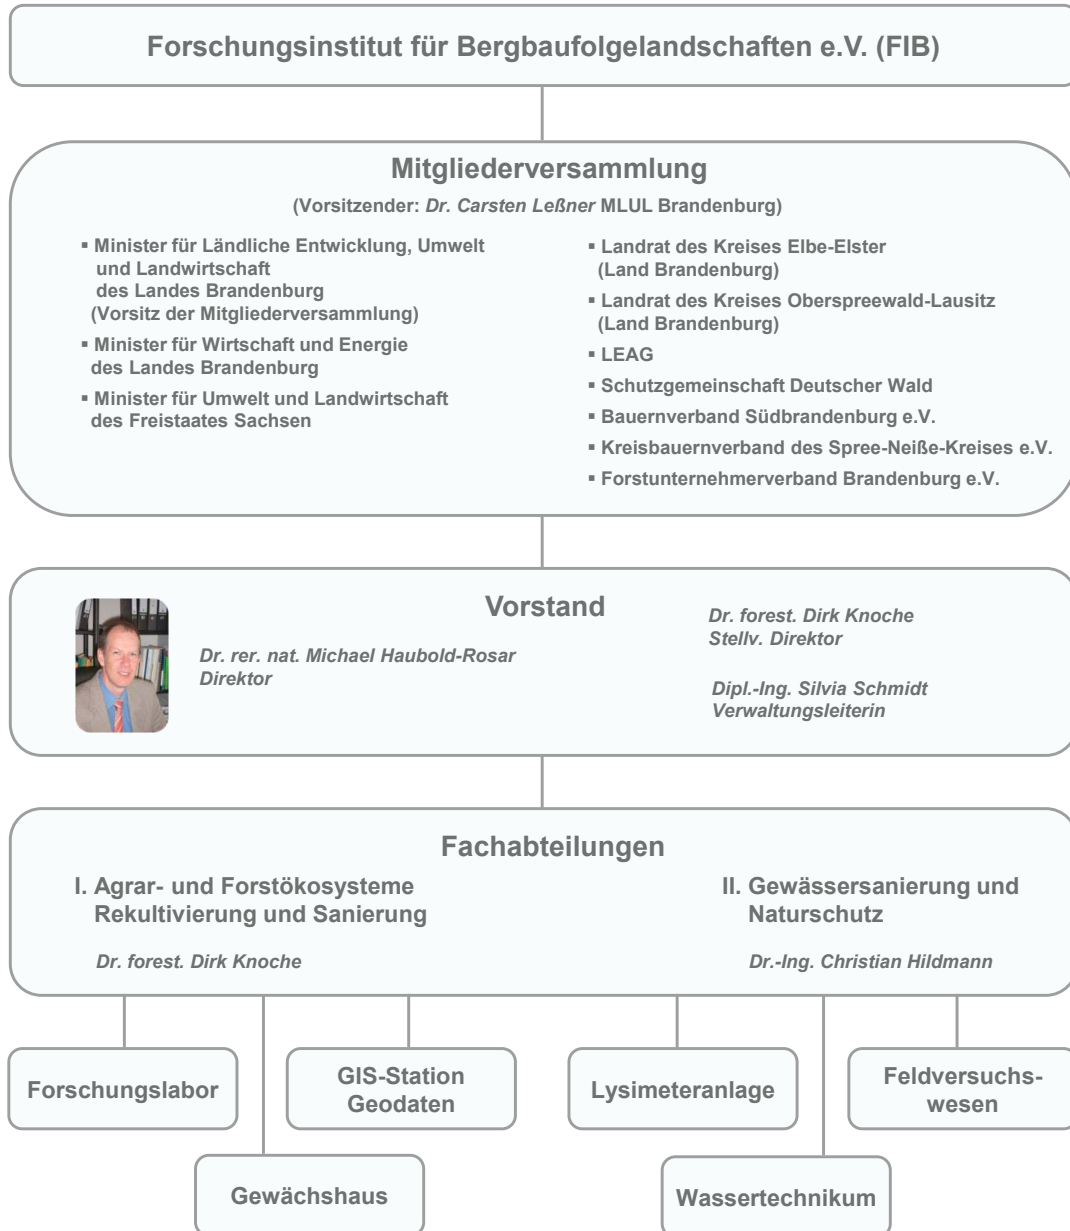 Forschungsinstitut für Bergbaufolgelandschaften e.V. (FIB)
Mitgliederversammlung
(Vorsitzender: Dr. Carsten Leßner MLUL Brandenburg)
▪ Minister für Ländliche Entwicklung, Umwelt
und Landwirtschaft
des Landes Brandenburg
(Vorsitz der Mitgliederversammlung)
▪ Minister für Wirtschaft und Energie
des Landes Brandenburg
▪ Minister für Umwelt und Landwirtschaft
des Freistaates Sachsen
▪ Landrat des Kreises Elbe-Elster
(Land Brandenburg)
▪ Landrat des Kreises Oberspreewald-Lausitz
(Land Brandenburg)
▪ LEAG
▪ Schutzgemeinschaft Deutscher Wald
▪ Bauernverband Südbrandenburg e.V.
▪ Kreisbauernverband des Spree-Neiße-Kreises e.V.
▪ Forstunternehmerverband Brandenburg e.V.
Vorstand
Dr. rer. nat. Michael Haubold-Rosar
Direktor
Dr. forest. Dirk Knoche
Stellv. Direktor
Dipl.-Ing. Silvia Schmidt
Verwaltungsleiterin
Fachabteilungen
I. Agrar- und Forstökosysteme
Rekultivierung und Sanierung
Dr. forest. Dirk Knoche
II. Gewässersanierung und
Naturschutz
Dr.-Ing. Christian Hildmann
Forschungslabor
GIS-Station
Geodaten
Lysimeteranlage
Feldversuchs-
wesen
Gewächshaus
Wassertechnikum